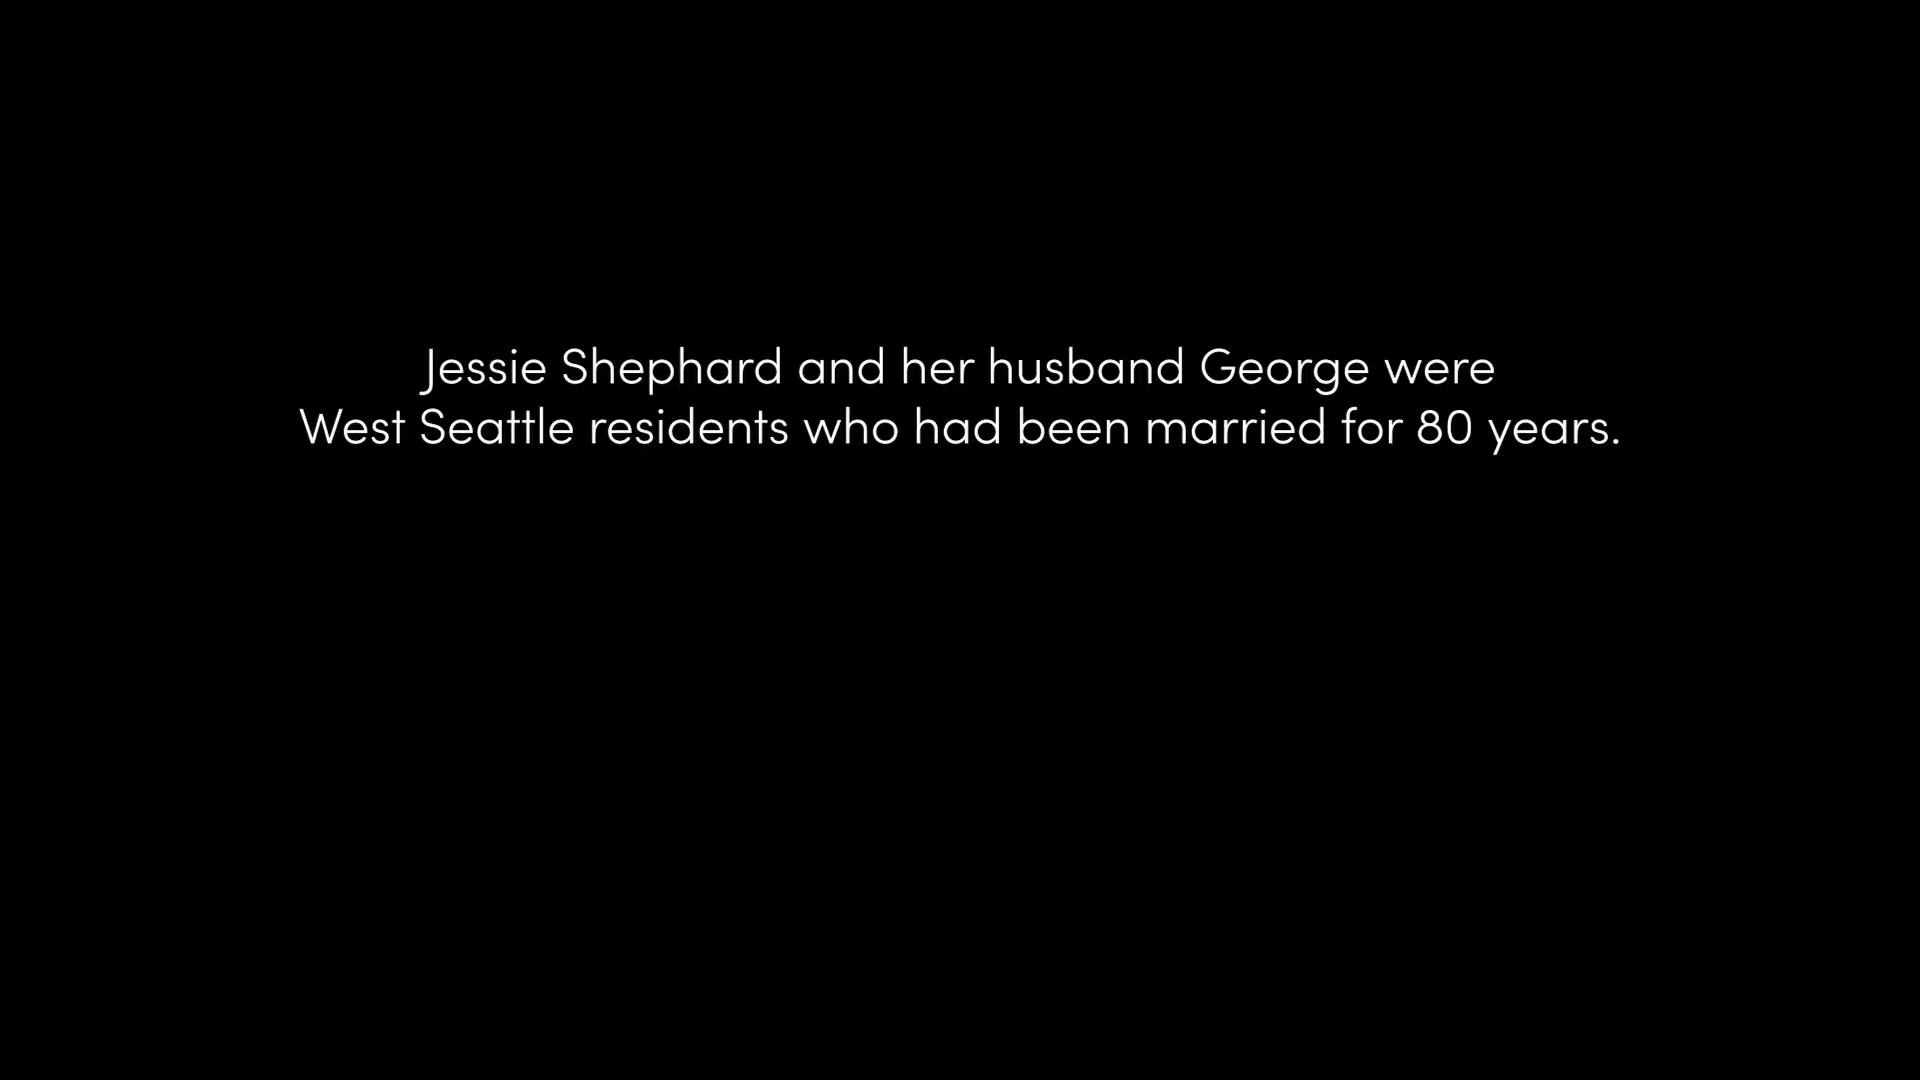 Jessie Shephard and her husband George were
West Seattle residents who had been married for 80 years.